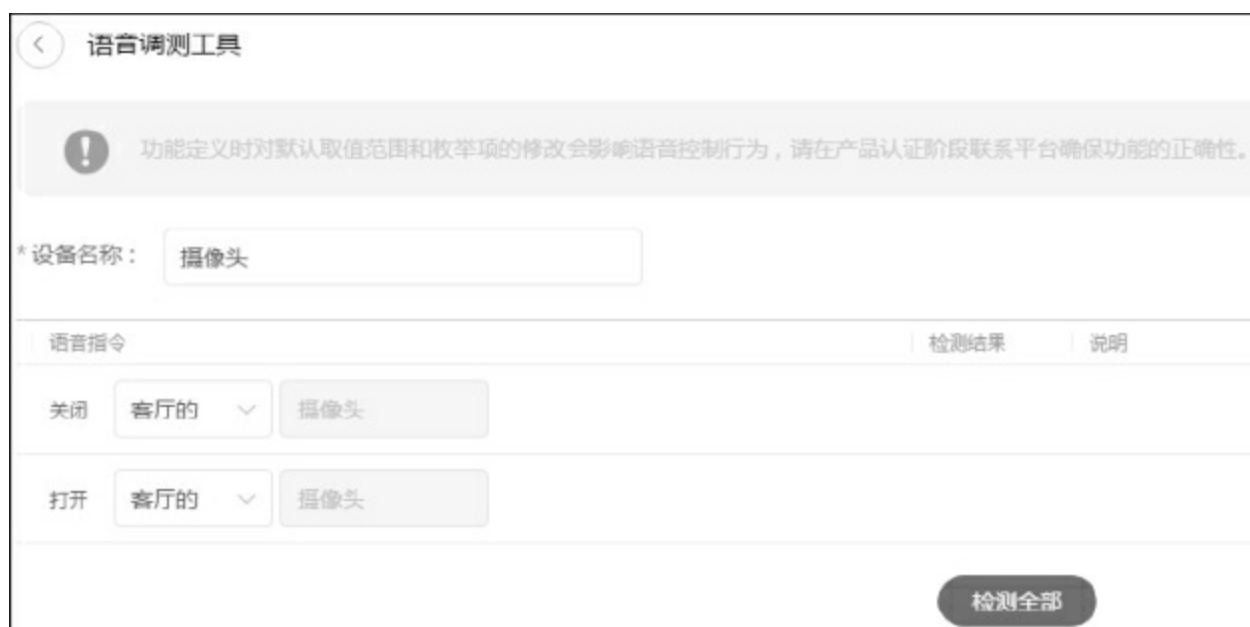 语音调测工具
功能定义时对默认取值范围和枚举项的修改会影响语音控制行为，请在产品认证阶段联系平台确保功能的正确性。
*设备名称： 摄像头
语音指令 检测结果 说明
关闭 客厅的 摄像头
打开 客厅的 摄像头
检测全部